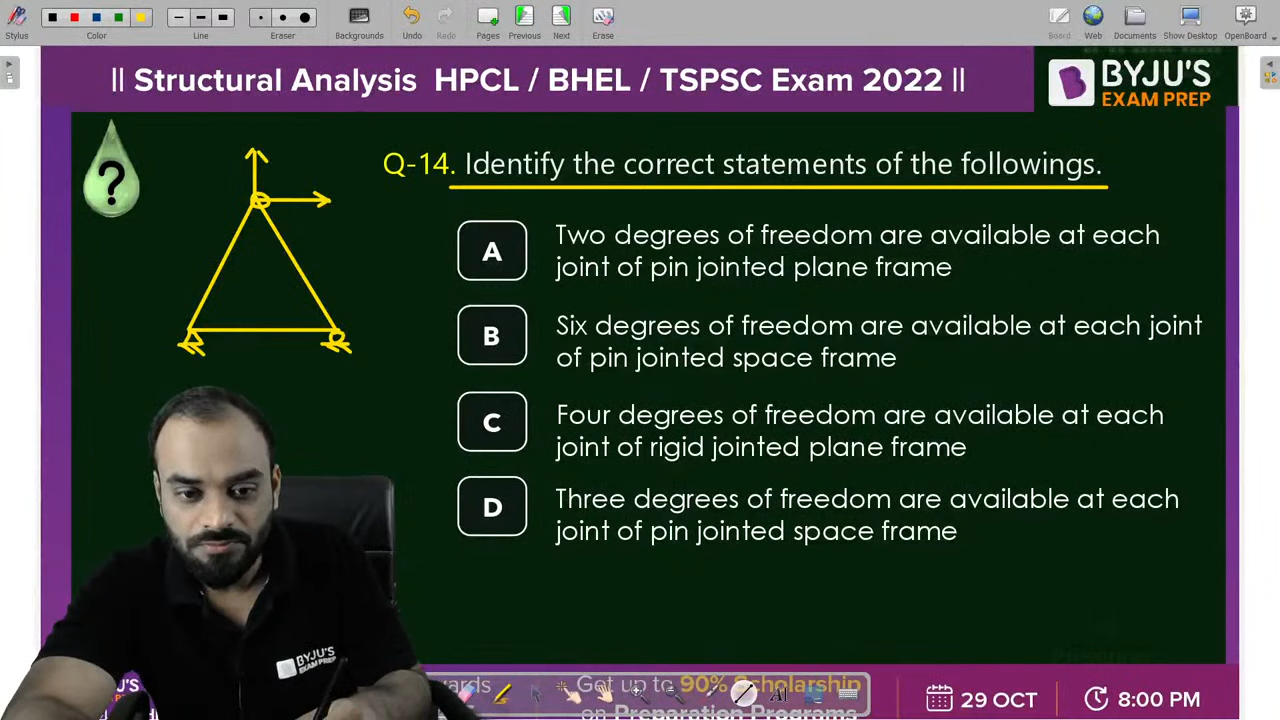 Stylus
Color
Line
Eraser
Backgrounds
Undo
Redo
Pages
Previous
Next
Erase
Board
Web
Documents
Show Desktop
OpenBoard
|| Structural Analysis HPCL / BHEL / TSPSC Exam 2022 ||
BYJU'S
EXAM PREP
?
Q-14. Identify the correct statements of the followings.
A
Two degrees of freedom are available at each
joint of pin jointed plane frame
B
Six degrees of freedom are available at each joint
of pin jointed space frame
C
Four degrees of freedom are available at each
joint of rigid jointed plane frame
D
Three degrees of freedom are available at each
joint of pin jointed space frame
BYJU'S
EXAM PREP
Get up to 90% Scholarship
on Preparation Programs
29 OCT
8:00 PM